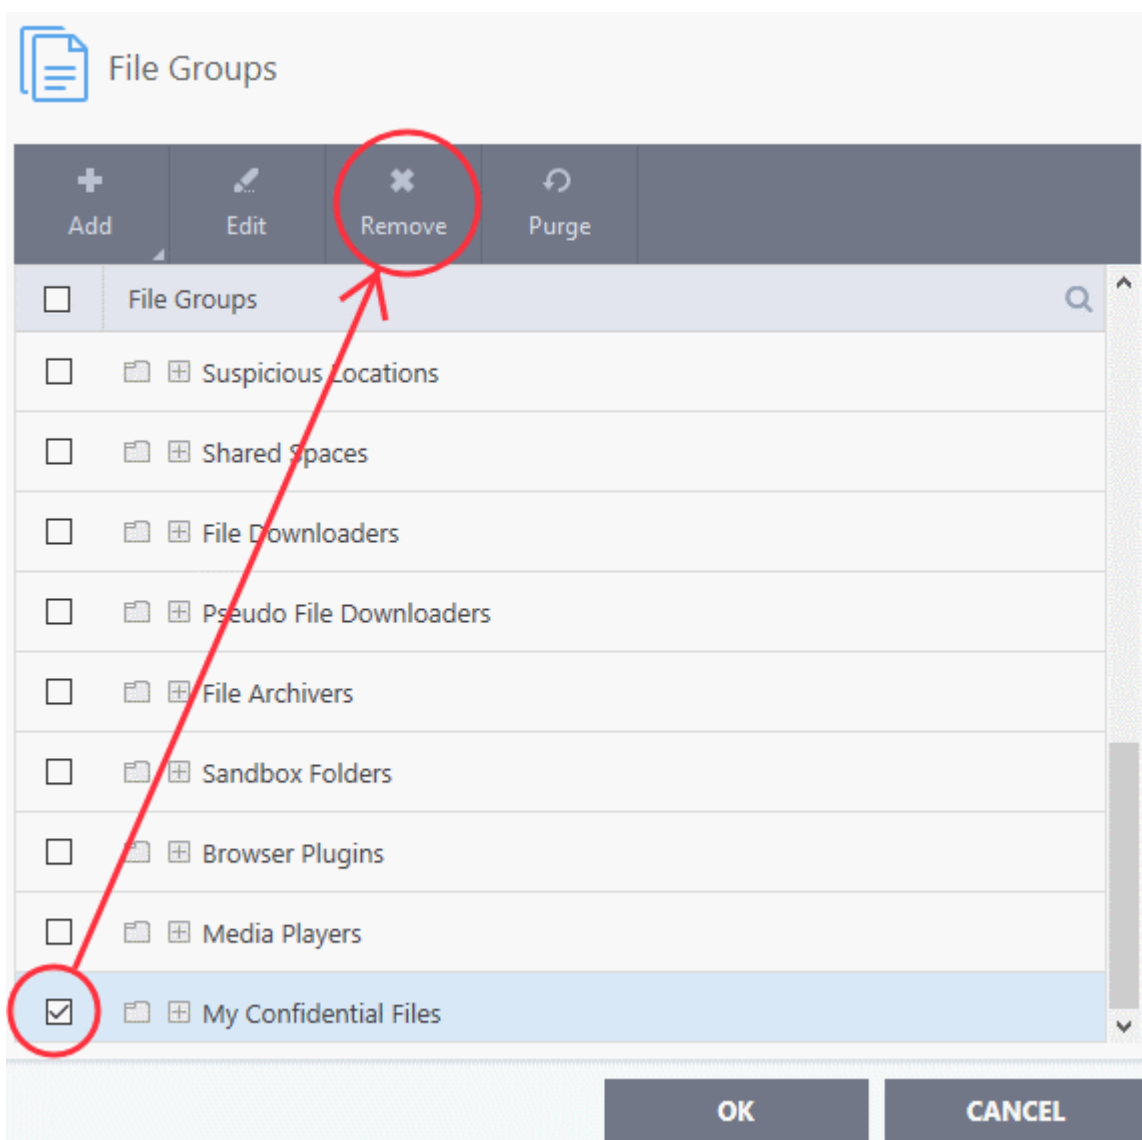 File Groups
Add Edit Remove Purge
File Groups
Suspicious Locations
Shared Spaces
File Downloaders
Pseudo File Downloaders
File Archivers
Sandbox Folders
Browser Plugins
Media Players
My Confidential Files
OK CANCEL